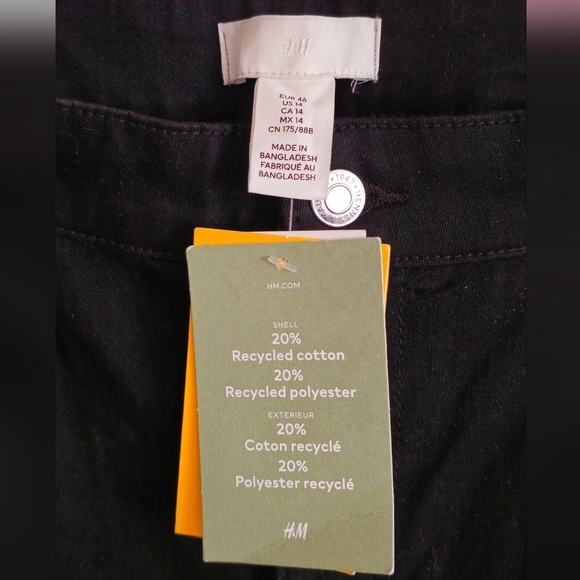 H&M
EUR 46
US 14
CA 14
MX 14
CN 175/88B
MADE IN
BANGLADESH
FABRIQUÉ AU
BANGLADESH
1947
HM.COM
SHELL
20%
Recycled cotton
20%
Recycled polyester
EXTERIEUR
20%
Coton recyclé
20%
Polyester recyclé
H&M